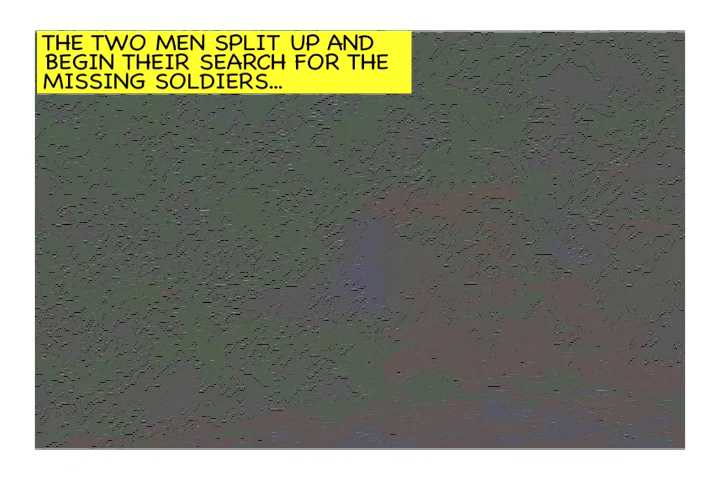 THE TWO MEN SPLIT UP AND
BEGIN THEIR SEARCH FOR THE
MISSING SOLDIERS...